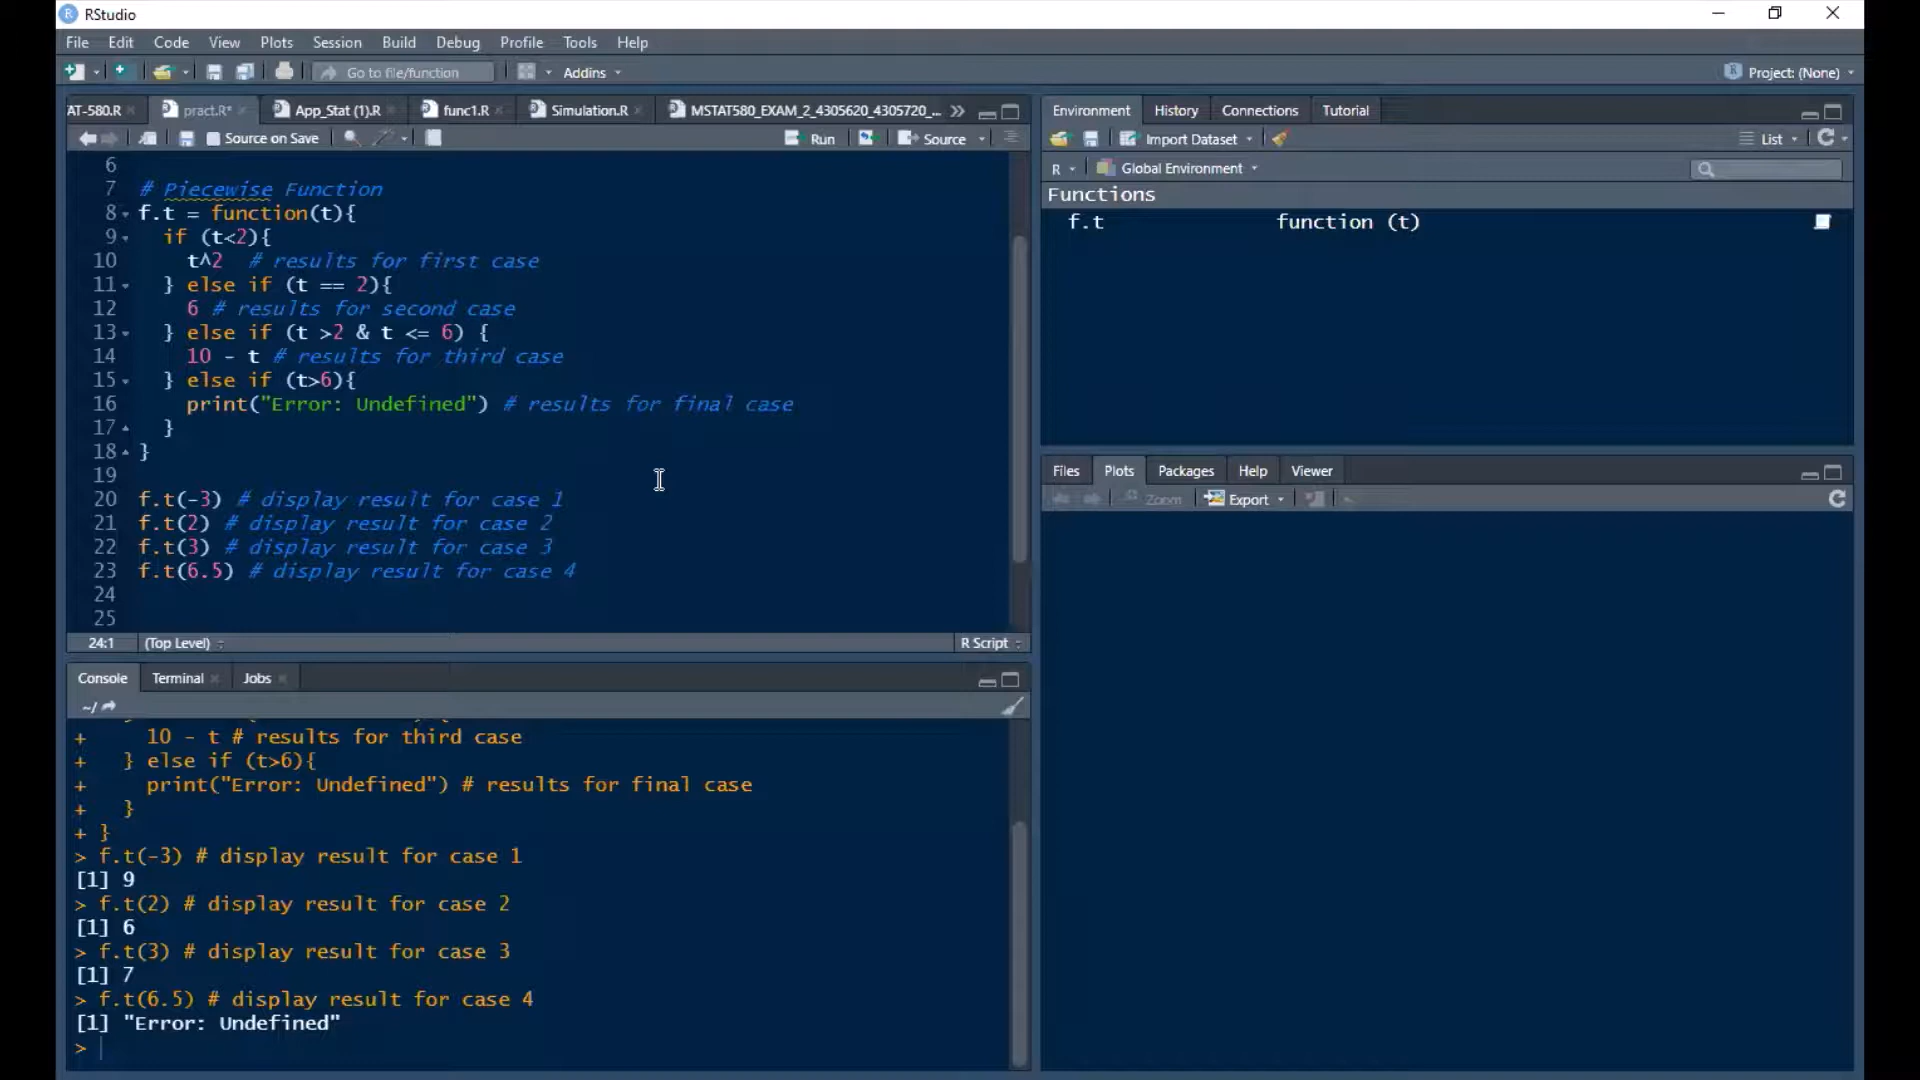 RStudio
File Edit Code View Plots Session Build Debug Profile Tools Help
Go to file/function Addins Project: (None)
AT-580.R pract.R* App_Stat (1).R func1.R Simulation.R MSTAT580_EXAM_2_4305620_4305720_...
Source on Save Run Source
6
7 # Piecewise Function
8 f.t = function(t){
9 if (t<2){
10 t^2 # results for first case
11 } else if (t == 2){
12 6 # results for second case
13 } else if (t >2 & t <= 6) {
14 10 - t # results for third case
15 } else if (t>6){
16 print("Error: Undefined") # results for final case
17 }
18 }
19
20 f.t(-3) # display result for case 1
21 f.t(2) # display result for case 2
22 f.t(3) # display result for case 3
23 f.t(6.5) # display result for case 4
24
25
24:1 (Top Level) R Script
Console Terminal Jobs
~/
+ 10 - t # results for third case
+ } else if (t>6){
+ print("Error: Undefined") # results for final case
+ }
+ }
> f.t(-3) # display result for case 1
[1] 9
> f.t(2) # display result for case 2
[1] 6
> f.t(3) # display result for case 3
[1] 7
> f.t(6.5) # display result for case 4
[1] "Error: Undefined"
>
Environment History Connections Tutorial
Import Dataset List
R Global Environment
Functions
f.t function (t)
Files Plots Packages Help Viewer
Zoom Export